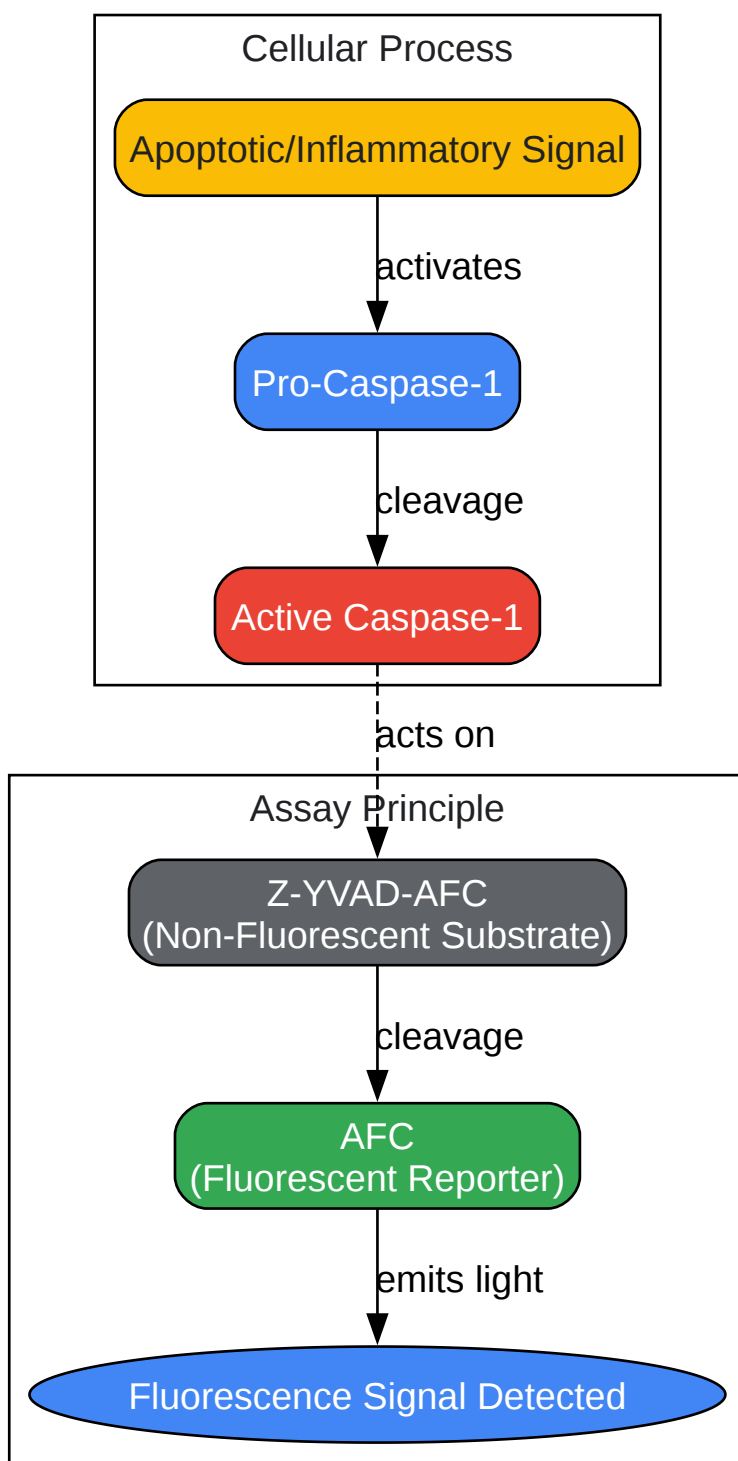 Cellular Process
Apoptotic/Inflammatory Signal
activates
Pro-Caspase-1
cleavage
Active Caspase-1
acts on
Assay Principle
Z-YVAD-AFC
(Non-Fluorescent Substrate)
cleavage
AFC
(Fluorescent Reporter)
emits light
Fluorescence Signal Detected